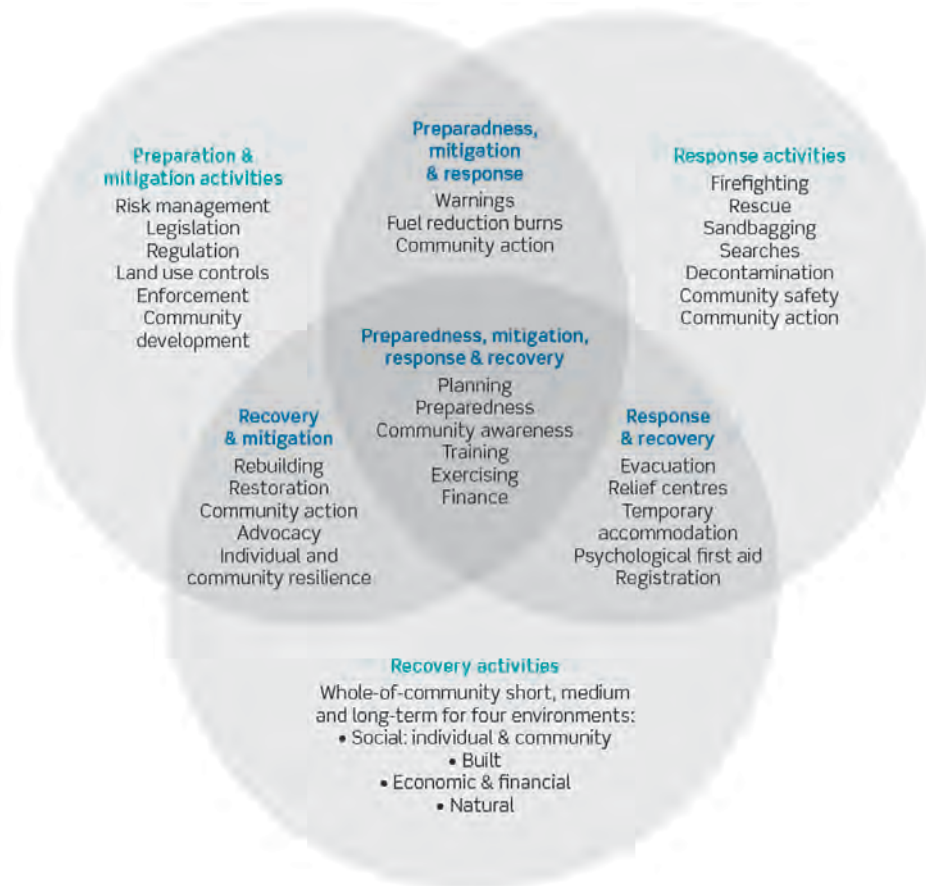 Preparation &
mitigation activities
Risk management
Legislation
Regulation
Land use controls
Enforcement
Community
development
Preparadness,
mitigation
& response
Warnings
Fuel reduction burns
Community action
Response activities
Firefighting
Rescue
Sandbagging
Searches
Decontamination
Community safety
Community action
Preparedness, mitigation,
response & recovery
Planning
Preparedness
Community awareness
Training
Exercising
Finance
Recovery
& mitigation
Rebuilding
Restoration
Community action
Advocacy
Individual and
community resilience
Response
& recovery
Evacuation
Relief centres
Temporary
accommodation
Psychological first aid
Registration
Recovery activities
Whole-of-community short, medium
and long-term for four environments:
• Social: individual & community
• Built
• Economic & financial
• Natural